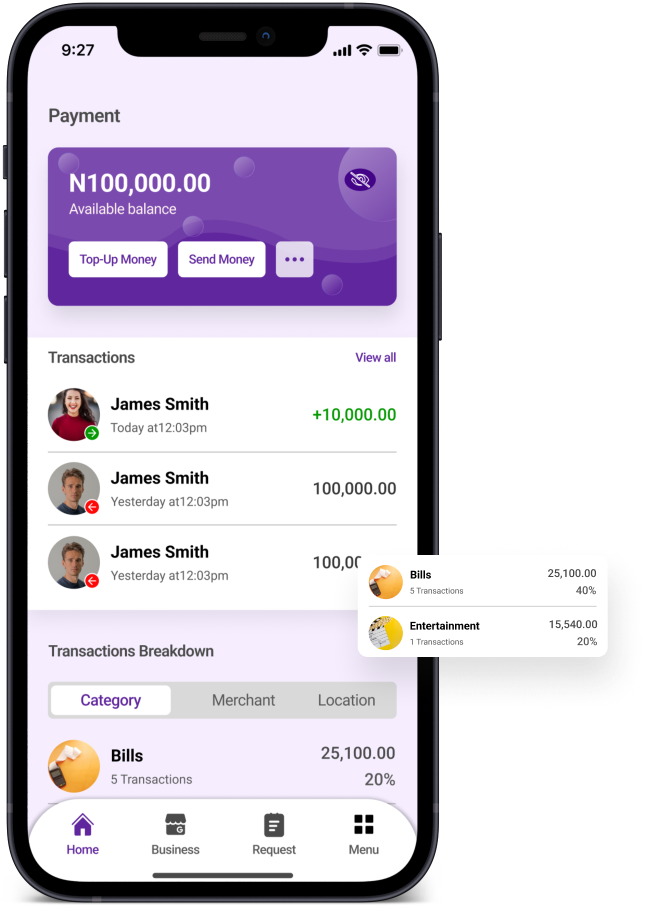 9:27
Payment
N100,000.00
Available balance
Top-Up Money
Send Money
Transactions
View all
James Smith
+10,000.00
Today at12:03pm
James Smith
100,000.00
Yesterday at12:03pm
James Smith
100,00
Yesterday at12:03pm
Bills
25,100.00
5 Transactions
40%
Entertainment
15,540.00
1 Transactions
20%
Transactions Breakdown
Category
Merchant
Location
Bills
25,100.00
5 Transactions
20%
G
Home
Business
Request
Menu